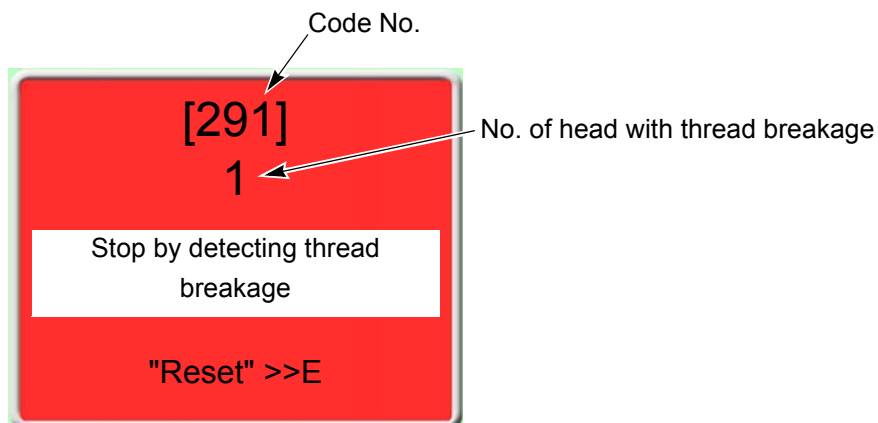 Code No.
[291]
No. of head with thread breakage
1
Stop by detecting thread
breakage
"Reset" >>E